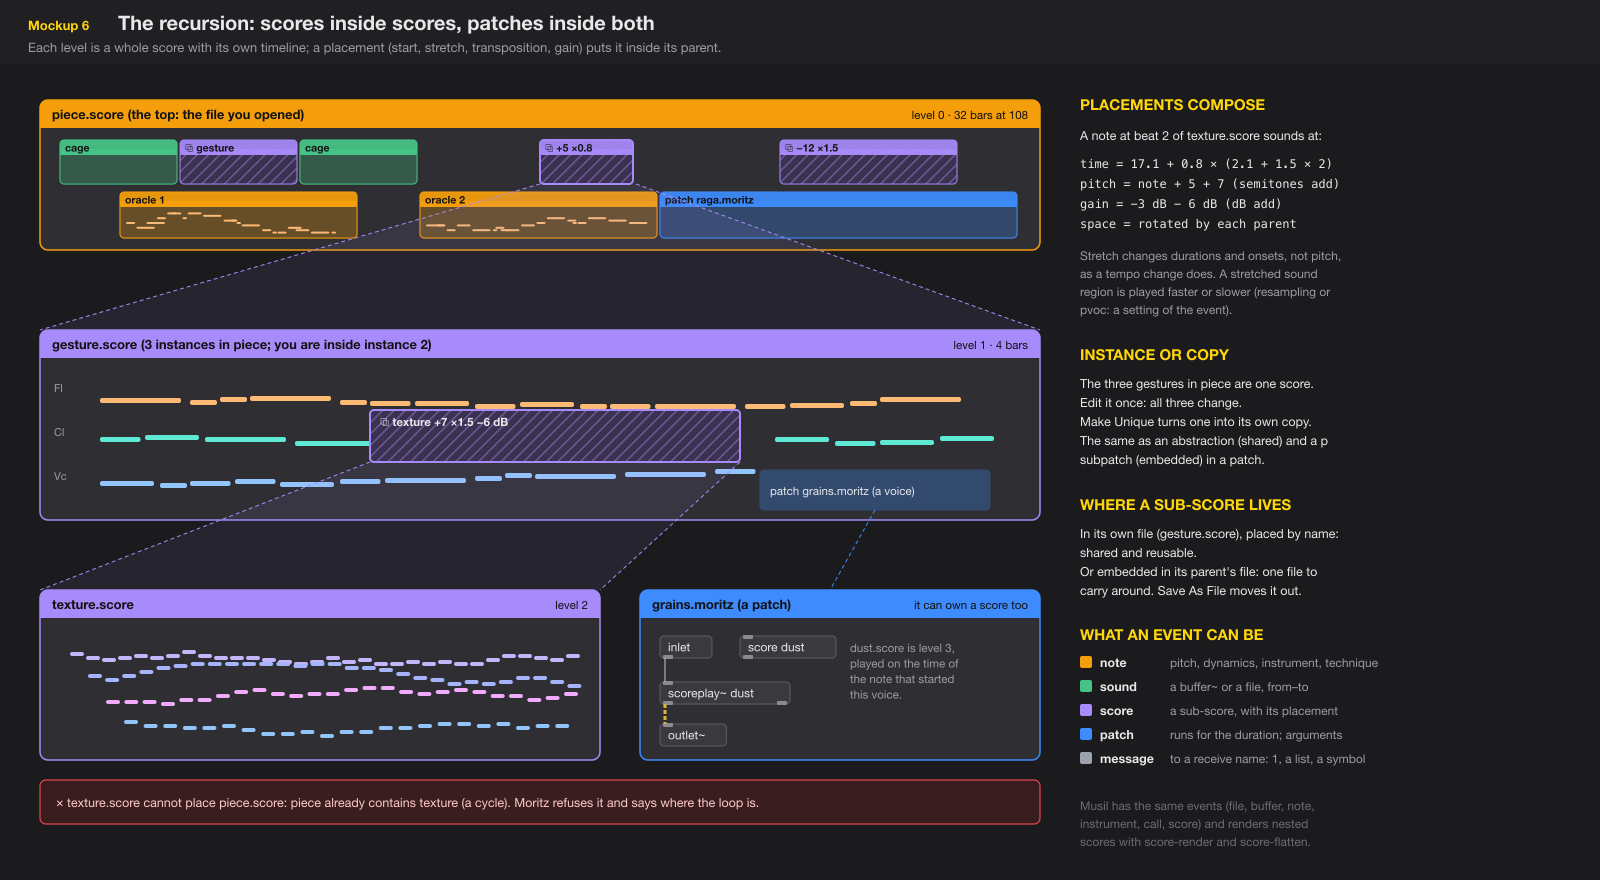 Mockup 6 The recursion: scores inside scores, patches inside both
Each level is a whole score with its own timeline; a placement (start, stretch, transposition, gain) puts it inside its parent.
piece.score (the top: the file you opened) level 0 · 32 bars at 108
cage gesture cage +5 ×0.8 −12 ×1.5
oracle 1 oracle 2 patch raga.moritz
gesture.score (3 instances in piece; you are inside instance 2) level 1 · 4 bars
Fl
texture +7 ×1.5 −6 dB
Cl
Vc
patch grains.moritz (a voice)
texture.score level 2
grains.moritz (a patch) it can own a score too
inlet score dust
scoreplay~ dust
outlet~
dust.score is level 3,
played on the time of
the note that started
this voice.
× texture.score cannot place piece.score: piece already contains texture (a cycle). Moritz refuses it and says where the loop is.
PLACEMENTS COMPOSE
A note at beat 2 of texture.score sounds at:
time = 17.1 + 0.8 × (2.1 + 1.5 × 2)
pitch = note + 5 + 7 (semitones add)
gain = −3 dB − 6 dB (dB add)
space = rotated by each parent
Stretch changes durations and onsets, not pitch,
as a tempo change does. A stretched sound
region is played faster or slower (resampling or
pvoc: a setting of the event).
INSTANCE OR COPY
The three gestures in piece are one score.
Edit it once: all three change.
Make Unique turns one into its own copy.
The same as an abstraction (shared) and a p
subpatch (embedded) in a patch.
WHERE A SUB-SCORE LIVES
In its own file (gesture.score), placed by name:
shared and reusable.
Or embedded in its parent's file: one file to
carry around. Save As File moves it out.
WHAT AN EVENT CAN BE
note pitch, dynamics, instrument, technique
sound a buffer~ or a file, from–to
score a sub-score, with its placement
patch runs for the duration; arguments
message to a receive name: 1, a list, a symbol
Musil has the same events (file, buffer, note,
instrument, call, score) and renders nested
scores with score-render and score-flatten.